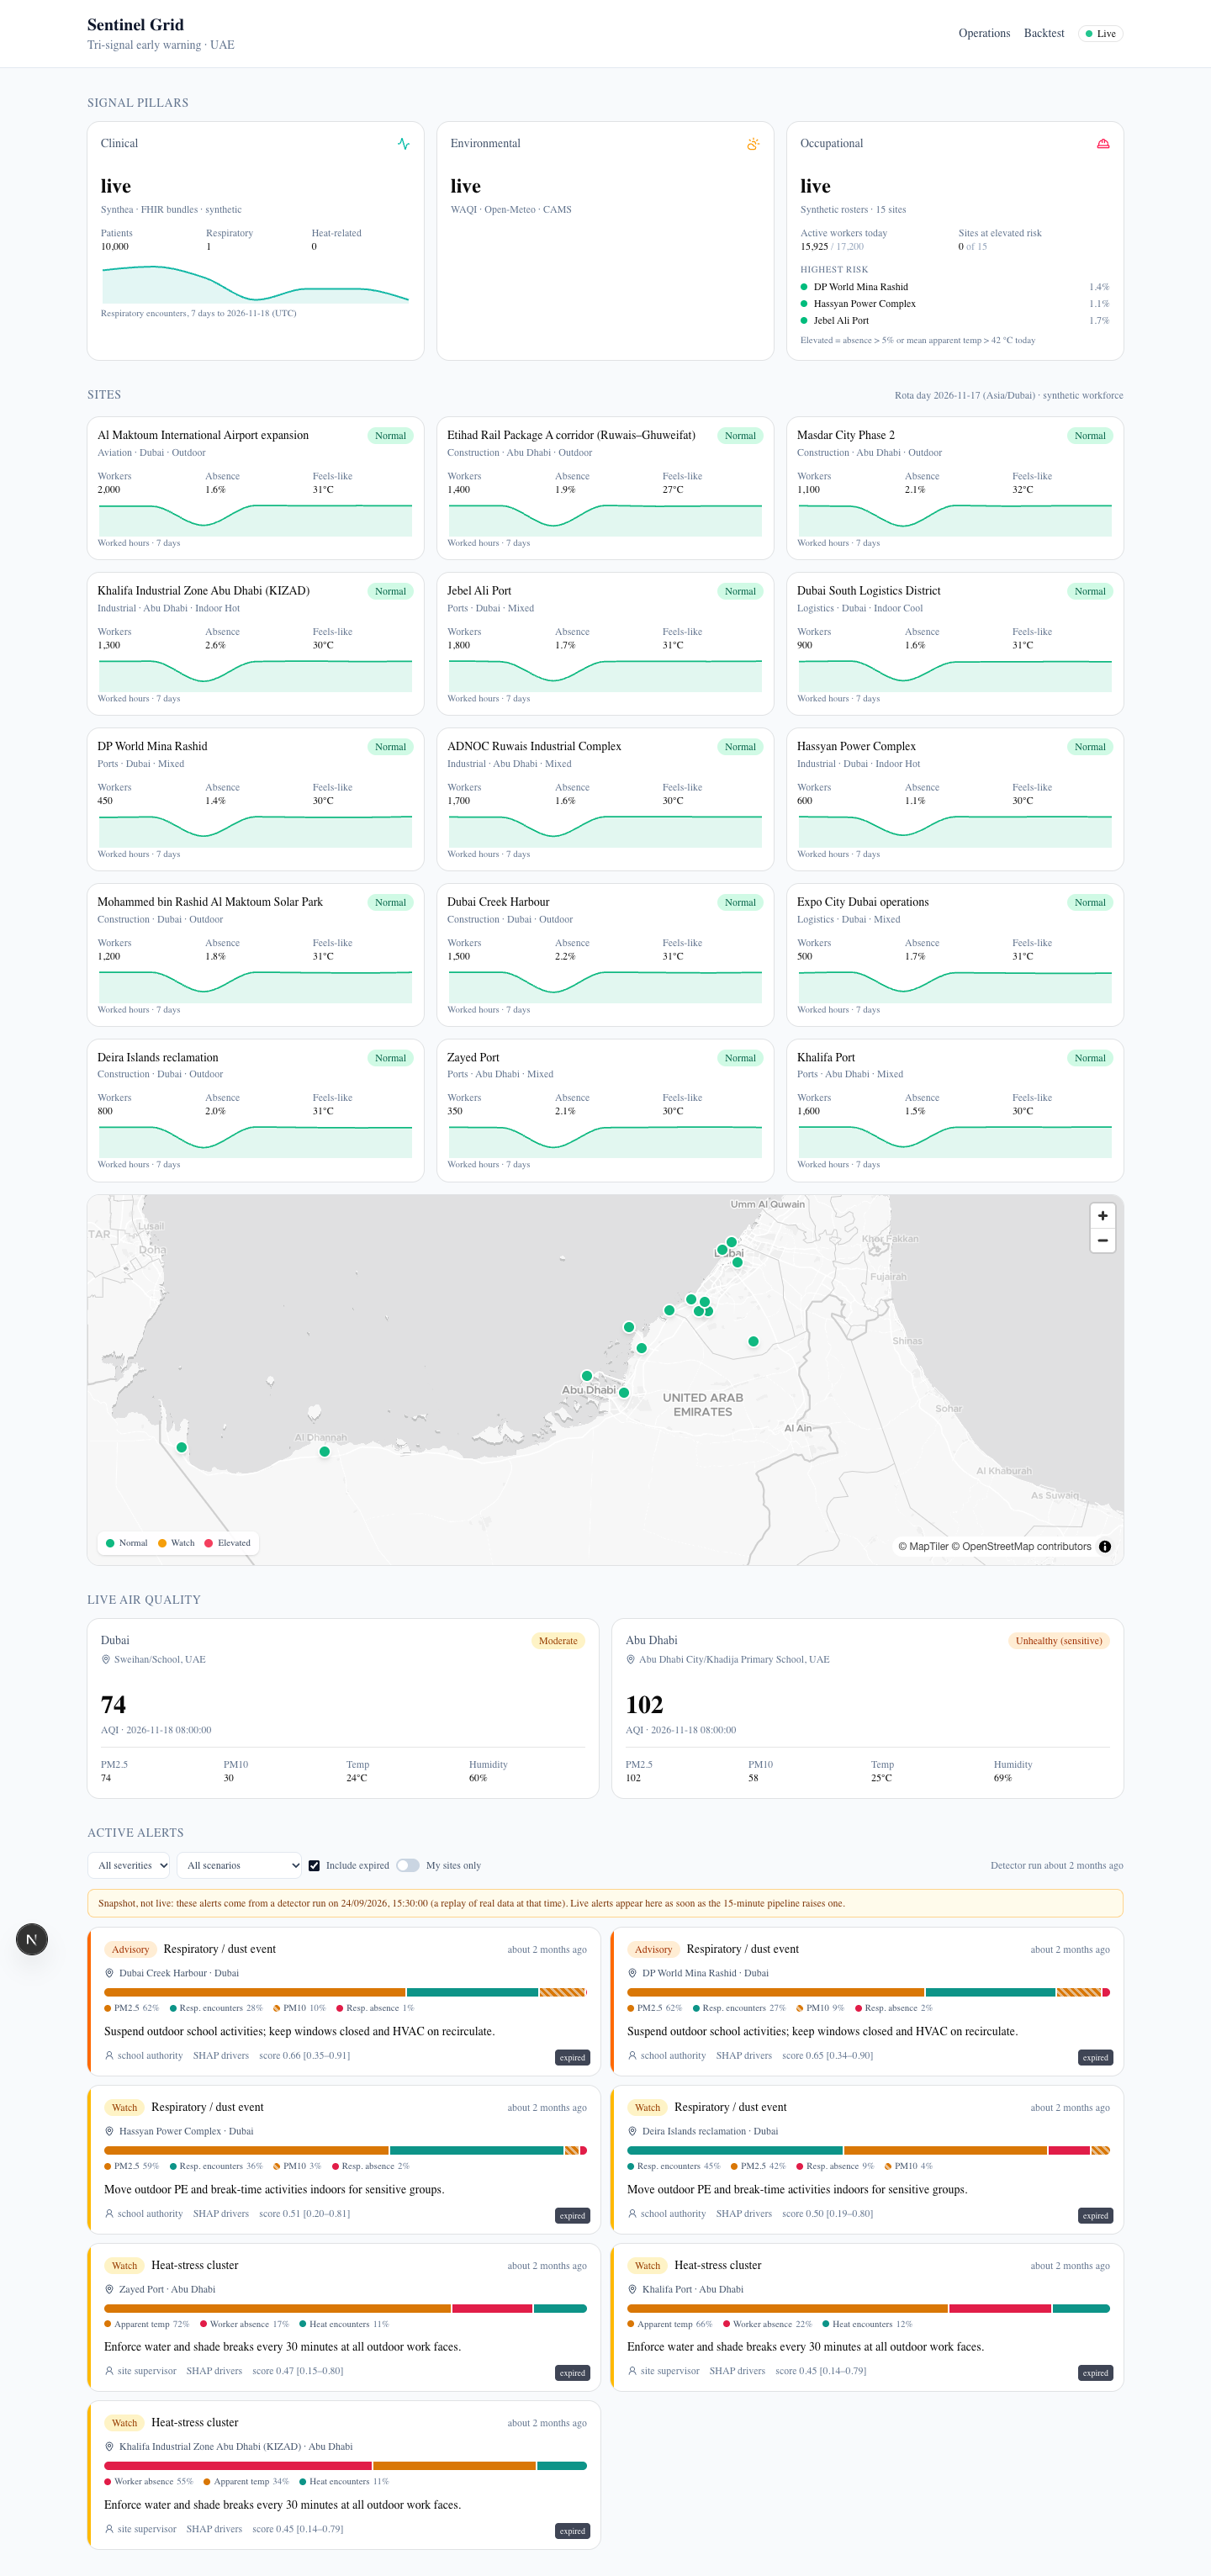 Sentinel Grid
Tri-signal early warning · UAE
Operations Backtest Live
SIGNAL PILLARS
Clinical
live
Synthea · FHIR bundles · synthetic
Patients Respiratory Heat-related
10,000 1 0
Respiratory encounters, 7 days to 2026-11-18 (UTC)
Environmental
live
WAQI · Open-Meteo · CAMS
Occupational
live
Synthetic rosters · 15 sites
Active workers today Sites at elevated risk
15,925 / 17,200 0 of 15
HIGHEST RISK
DP World Mina Rashid 1.4%
Hassyan Power Complex 1.1%
Jebel Ali Port 1.7%
Elevated = absence > 5% or mean apparent temp > 42 °C today
SITES
Rota day 2026-11-17 (Asia/Dubai) · synthetic workforce
Al Maktoum International Airport expansion Normal
Aviation · Dubai · Outdoor
Workers Absence Feels-like
2,000 1.6% 31°C
Worked hours · 7 days
Etihad Rail Package A corridor (Ruwais–Ghuweifat) Normal
Construction · Abu Dhabi · Outdoor
Workers Absence Feels-like
1,400 1.9% 27°C
Worked hours · 7 days
Masdar City Phase 2 Normal
Construction · Abu Dhabi · Outdoor
Workers Absence Feels-like
1,100 2.1% 32°C
Worked hours · 7 days
Khalifa Industrial Zone Abu Dhabi (KIZAD) Normal
Industrial · Abu Dhabi · Indoor Hot
Workers Absence Feels-like
1,300 2.6% 30°C
Worked hours · 7 days
Jebel Ali Port Normal
Ports · Dubai · Mixed
Workers Absence Feels-like
1,800 1.7% 31°C
Worked hours · 7 days
Dubai South Logistics District Normal
Logistics · Dubai · Indoor Cool
Workers Absence Feels-like
900 1.6% 31°C
Worked hours · 7 days
DP World Mina Rashid Normal
Ports · Dubai · Mixed
Workers Absence Feels-like
450 1.4% 30°C
Worked hours · 7 days
ADNOC Ruwais Industrial Complex Normal
Industrial · Abu Dhabi · Mixed
Workers Absence Feels-like
1,700 1.6% 30°C
Worked hours · 7 days
Hassyan Power Complex Normal
Industrial · Dubai · Indoor Hot
Workers Absence Feels-like
600 1.1% 30°C
Worked hours · 7 days
Mohammed bin Rashid Al Maktoum Solar Park Normal
Construction · Dubai · Outdoor
Workers Absence Feels-like
1,200 1.8% 31°C
Worked hours · 7 days
Dubai Creek Harbour Normal
Construction · Dubai · Outdoor
Workers Absence Feels-like
1,500 2.2% 31°C
Worked hours · 7 days
Expo City Dubai operations Normal
Logistics · Dubai · Mixed
Workers Absence Feels-like
500 1.7% 31°C
Worked hours · 7 days
Deira Islands reclamation Normal
Construction · Dubai · Outdoor
Workers Absence Feels-like
800 2.0% 31°C
Worked hours · 7 days
Zayed Port Normal
Ports · Abu Dhabi · Mixed
Workers Absence Feels-like
350 2.1% 30°C
Worked hours · 7 days
Khalifa Port Normal
Ports · Abu Dhabi · Mixed
Workers Absence Feels-like
1,600 1.5% 30°C
Worked hours · 7 days
Umm Al Quwain
Lusail
TAR
Doha
Khor Fakkan
Fujairah
Shinas
Abu Dhabi
UNITED ARAB
EMIRATES
Sohar
Al Ain
Al Dhannah
Al Khaburah
As Suwaiq
Normal Watch Elevated
© MapTiler © OpenStreetMap contributors
LIVE AIR QUALITY
Dubai Moderate
Sweihan/School, UAE
74
AQI · 2026-11-18 08:00:00
PM2.5 PM10 Temp Humidity
74 30 24°C 60%
Abu Dhabi Unhealthy (sensitive)
Abu Dhabi City/Khadija Primary School, UAE
102
AQI · 2026-11-18 08:00:00
PM2.5 PM10 Temp Humidity
102 58 25°C 69%
ACTIVE ALERTS
All severities All scenarios Include expired My sites only Detector run about 2 months ago
Snapshot, not live: these alerts come from a detector run on 24/09/2026, 15:30:00 (a replay of real data at that time). Live alerts appear here as soon as the 15-minute pipeline raises one.
Advisory Respiratory / dust event about 2 months ago
Dubai Creek Harbour · Dubai
PM2.5 62% Resp. encounters 28% PM10 10% Resp. absence 1%
Suspend outdoor school activities; keep windows closed and HVAC on recirculate.
school authority SHAP drivers score 0.66 [0.35–0.91] expired
Advisory Respiratory / dust event about 2 months ago
DP World Mina Rashid · Dubai
PM2.5 62% Resp. encounters 27% PM10 9% Resp. absence 2%
Suspend outdoor school activities; keep windows closed and HVAC on recirculate.
school authority SHAP drivers score 0.65 [0.34–0.90] expired
Watch Respiratory / dust event about 2 months ago
Hassyan Power Complex · Dubai
PM2.5 59% Resp. encounters 36% PM10 3% Resp. absence 2%
Move outdoor PE and break-time activities indoors for sensitive groups.
school authority SHAP drivers score 0.51 [0.20–0.81] expired
Watch Respiratory / dust event about 2 months ago
Deira Islands reclamation · Dubai
Resp. encounters 45% PM2.5 42% Resp. absence 9% PM10 4%
Move outdoor PE and break-time activities indoors for sensitive groups.
school authority SHAP drivers score 0.50 [0.19–0.80] expired
Watch Heat-stress cluster about 2 months ago
Zayed Port · Abu Dhabi
Apparent temp 72% Worker absence 17% Heat encounters 11%
Enforce water and shade breaks every 30 minutes at all outdoor work faces.
site supervisor SHAP drivers score 0.47 [0.15–0.80] expired
Watch Heat-stress cluster about 2 months ago
Khalifa Port · Abu Dhabi
Apparent temp 66% Worker absence 22% Heat encounters 12%
Enforce water and shade breaks every 30 minutes at all outdoor work faces.
site supervisor SHAP drivers score 0.45 [0.14–0.79] expired
Watch Heat-stress cluster about 2 months ago
Khalifa Industrial Zone Abu Dhabi (KIZAD) · Abu Dhabi
Worker absence 55% Apparent temp 34% Heat encounters 11%
Enforce water and shade breaks every 30 minutes at all outdoor work faces.
site supervisor SHAP drivers score 0.45 [0.14–0.79] expired